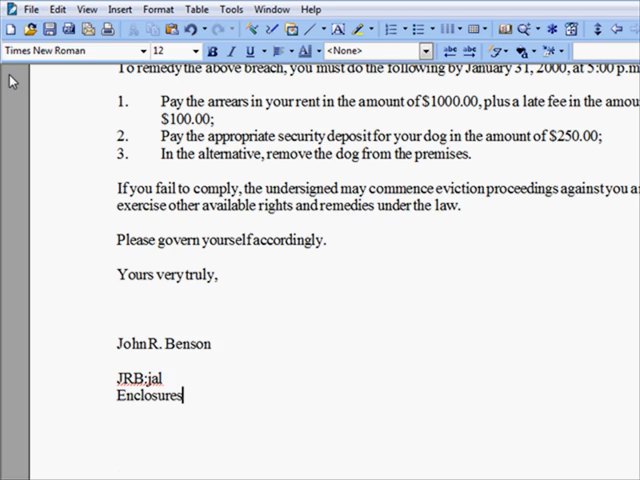 File Edit View Insert Format Table Tools Window Help
Times New Roman 12 B I U A <None> abc abc
To remedy the above breach, you must do the following by January 31, 2000, at 5:00 p.m
1. Pay the arrears in your rent in the amount of $1000.00, plus a late fee in the amou
$100.00;
2. Pay the appropriate security deposit for your dog in the amount of $250.00;
3. In the alternative, remove the dog from the premises.
If you fail to comply, the undersigned may commence eviction proceedings against you a
exercise other available rights and remedies under the law.
Please govern yourself accordingly.
Yours very truly,
John R. Benson
JRB:jal
Enclosures